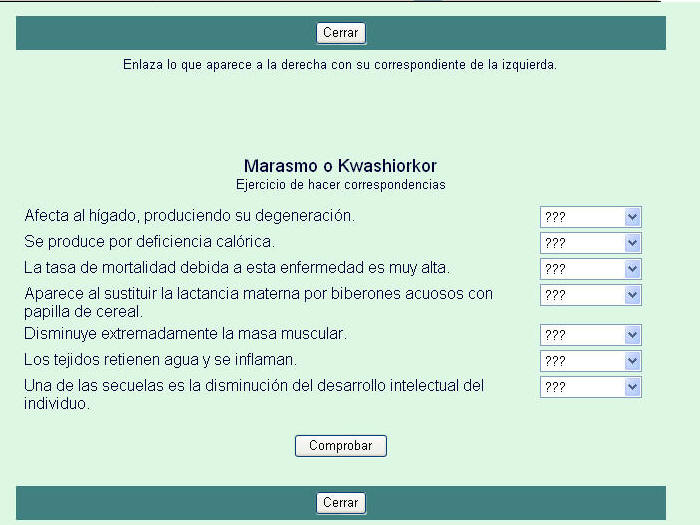 Cerrar
Enlaza lo que aparece a la derecha con su correspondiente de la izquierda.
Marasmo o Kwashiorkor
Ejercicio de hacer correspondencias
Afecta al hígado, produciendo su degeneración. ???
Se produce por deficiencia calórica. ???
La tasa de mortalidad debida a esta enfermedad es muy alta. ???
Aparece al sustituir la lactancia materna por biberones acuosos con ???
papilla de cereal.
Disminuye extremadamente la masa muscular. ???
Los tejidos retienen agua y se inflaman. ???
Una de las secuelas es la disminución del desarrollo intelectual del ???
individuo.
Comprobar
Cerrar